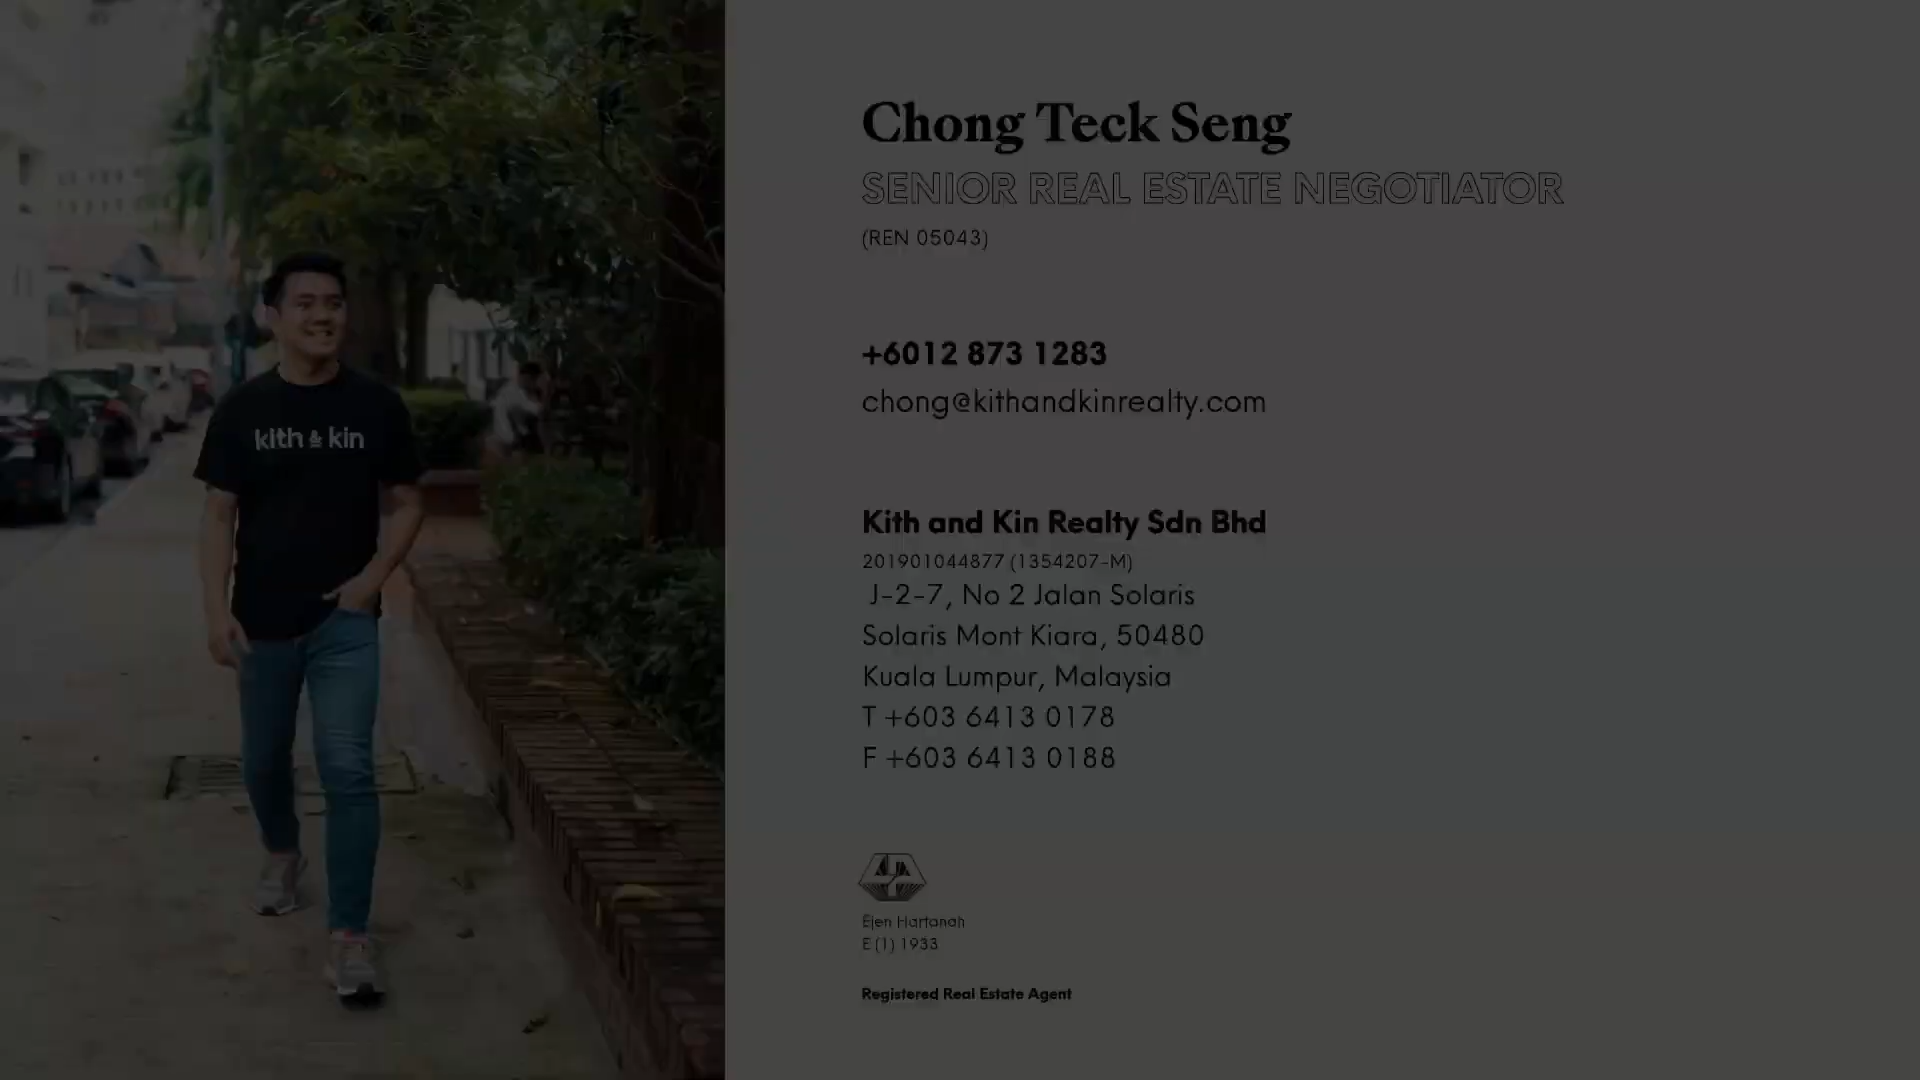 kith & kin
Chong Teck Seng
SENIOR REAL ESTATE NEGOTIATOR
(REN 05043)
+6012 873 1283
chong@kithandkinrealty.com
Kith and Kin Realty Sdn Bhd
201901044877 (1354207-M)
J-2-7, No 2 Jalan Solaris
Solaris Mont Kiara, 50480
Kuala Lumpur, Malaysia
T +603 6413 0178
F +603 6413 0188
Ejen Hartanah
E (1) 1933
Registered Real Estate Agent